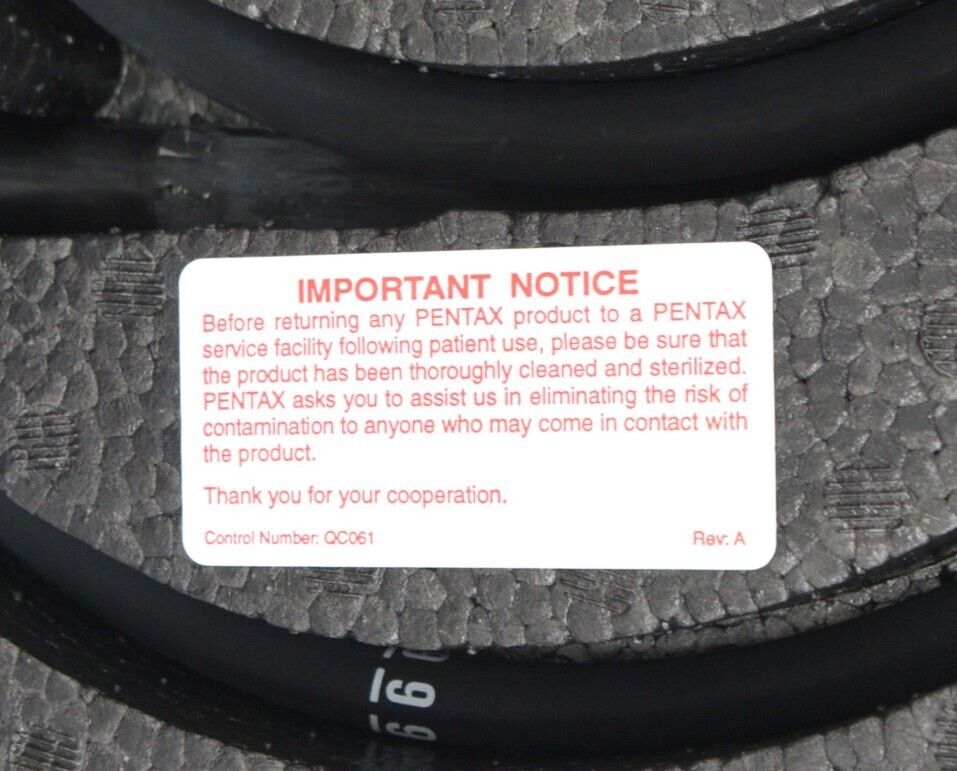 IMPORTANT NOTICE
Before returning any PENTAX product to a PENTAX
service facility following patient use, please be sure that
the product has been thoroughly cleaned and sterilized.
PENTAX asks you to assist us in eliminating the risk of
contamination to anyone who may come in contact with
the product.
Thank you for your cooperation.
Control Number: QC061 Rev: A